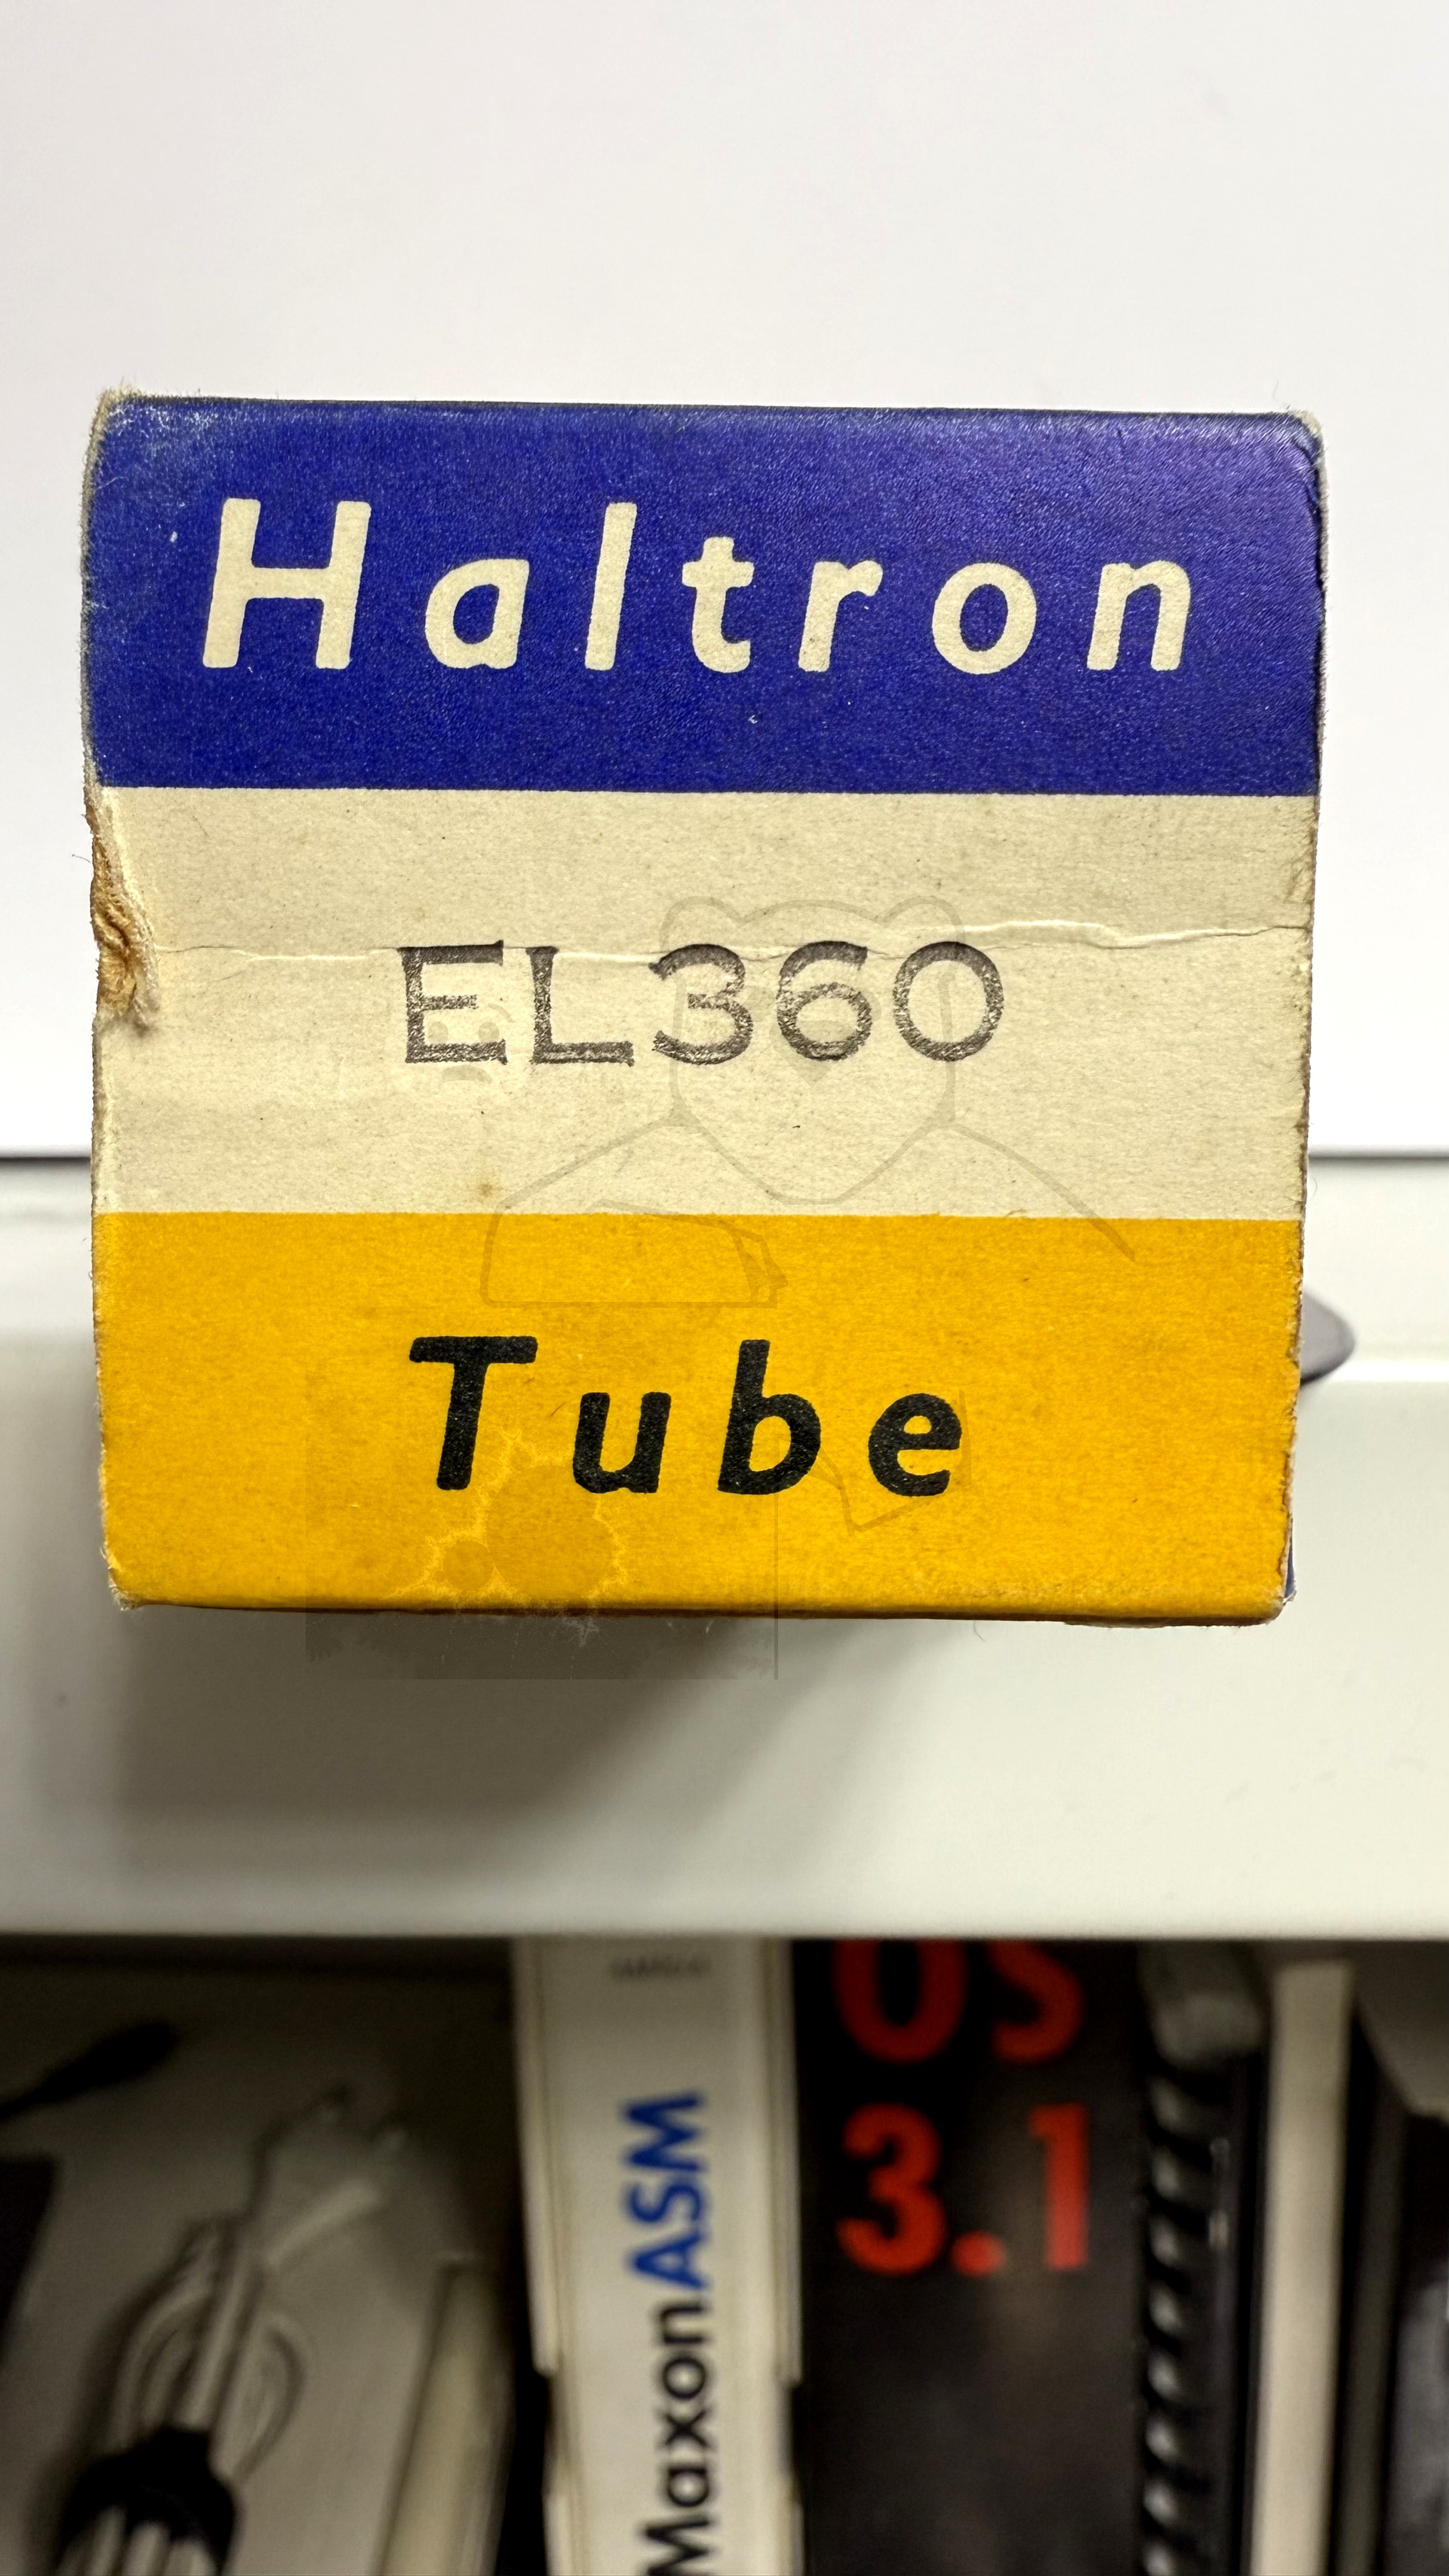 Haltron
EL360
Tube
OS
3.1
MaxonASM